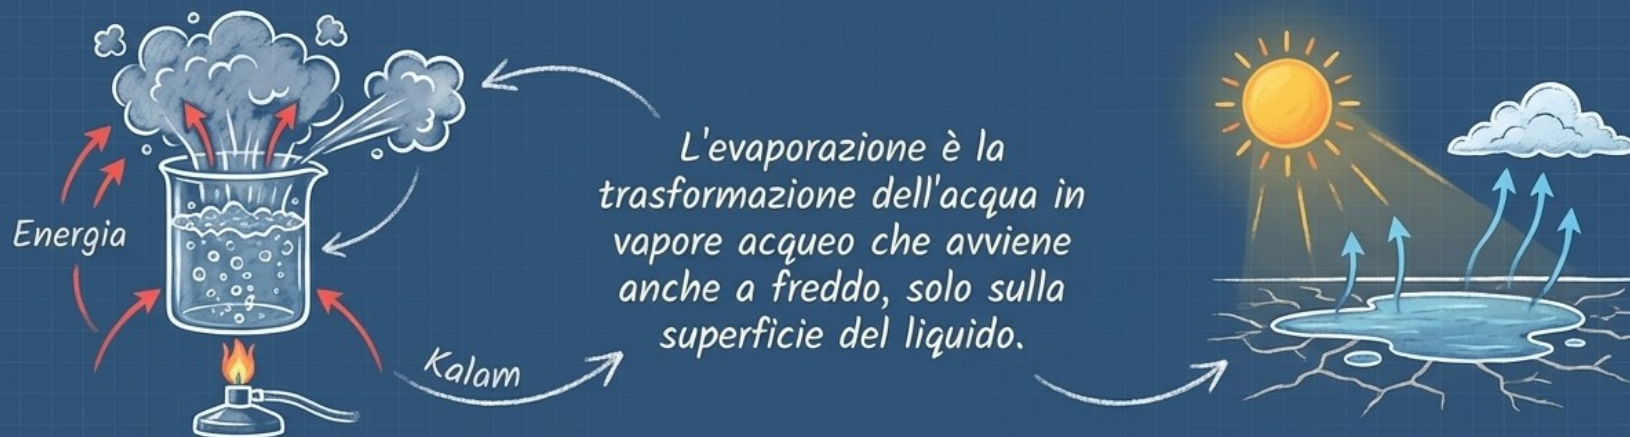 Energia
L'evaporazione è la
trasformazione dell'acqua in
vapore acqueo che avviene
anche a freddo, solo sulla
superficie del liquido.
Kalam